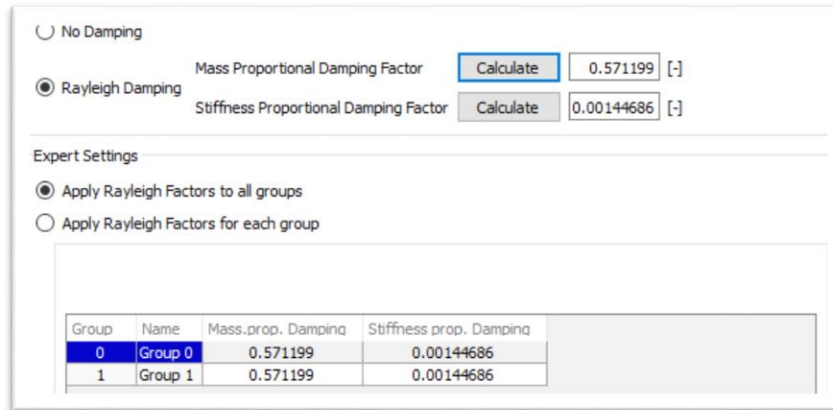 No Damping
Mass Proportional Damping Factor Calculate 0.571199 [-]
Rayleigh Damping
Stiffness Proportional Damping Factor Calculate 0.00144686 [-]
Expert Settings
Apply Rayleigh Factors to all groups
Apply Rayleigh Factors for each group
Group Name Mass.prop. Damping Stiffness prop. Damping
0 Group 0 0.571199 0.00144686
1 Group 1 0.571199 0.00144686